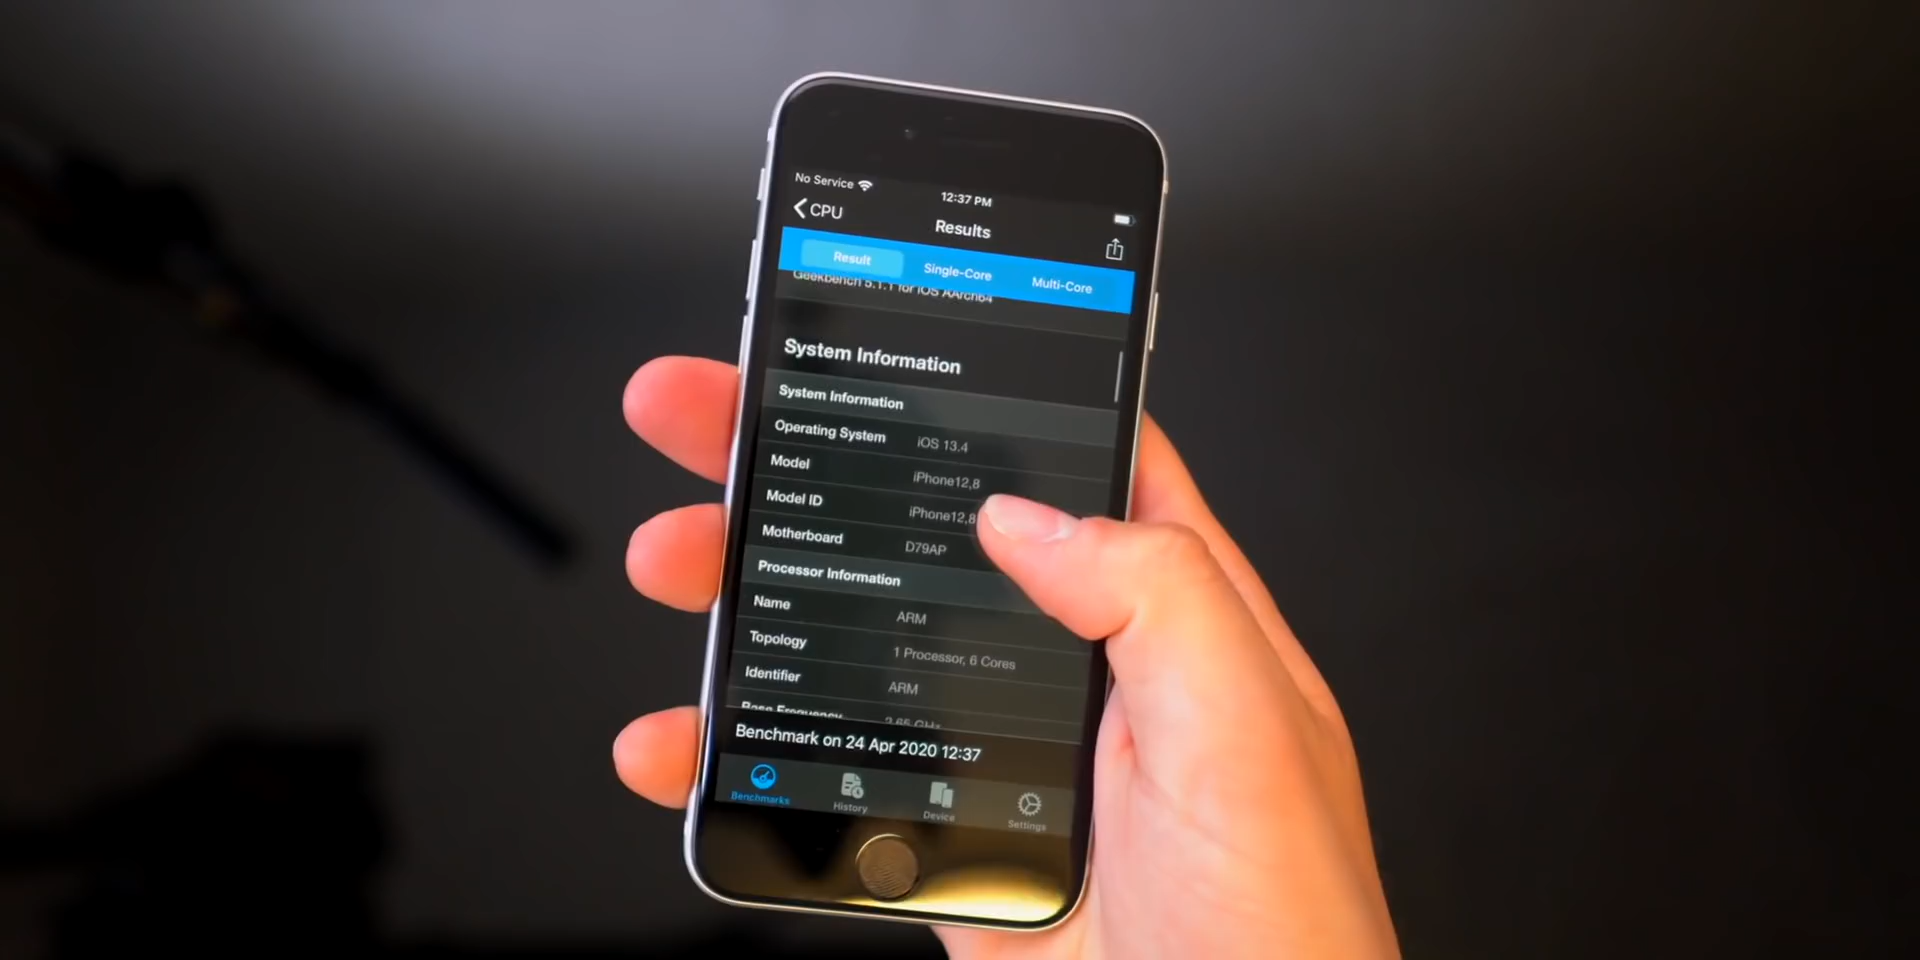 No Service
12:37 PM
CPU
Results
Result
Single-Core
Multi-Core
Geekbench 5.1.1 for iOS AArch64
System Information
System Information
Operating System iOS 13.4
Model iPhone12,8
Model ID iPhone12,8
Motherboard D79AP
Processor Information
Name ARM
Topology 1 Processor, 6 Cores
Identifier ARM
Base Frequency 2.65 GHz
Benchmark on 24 Apr 2020 12:37
Benchmarks
History
Device
Settings